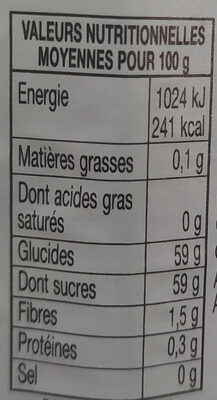 VALEURS NUTRITIONNELLES
MOYENNES POUR 100 g
Energie 1024 kJ
241 kcal
Matières grasses 0,1 g
Dont acides gras
saturés 0 g
Glucides 59 g
Dont sucres 59 g
Fibres 1,5 g
Protéines 0,3 g
Sel 0 g